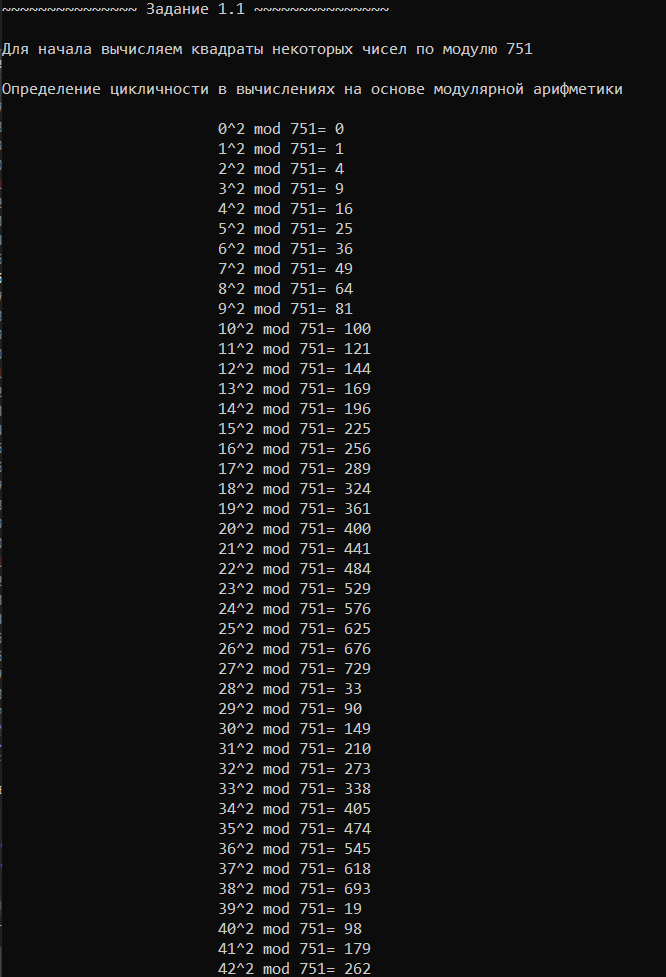 ~~~~~~~~~~~~~~~ Задание 1.1 ~~~~~~~~~~~~~~~
Для начала вычисляем квадраты некоторых чисел по модулю 751
Определение цикличности в вычислениях на основе модулярной арифметики
0^2 mod 751= 0
1^2 mod 751= 1
2^2 mod 751= 4
3^2 mod 751= 9
4^2 mod 751= 16
5^2 mod 751= 25
6^2 mod 751= 36
7^2 mod 751= 49
8^2 mod 751= 64
9^2 mod 751= 81
10^2 mod 751= 100
11^2 mod 751= 121
12^2 mod 751= 144
13^2 mod 751= 169
14^2 mod 751= 196
15^2 mod 751= 225
16^2 mod 751= 256
17^2 mod 751= 289
18^2 mod 751= 324
19^2 mod 751= 361
20^2 mod 751= 400
21^2 mod 751= 441
22^2 mod 751= 484
23^2 mod 751= 529
24^2 mod 751= 576
25^2 mod 751= 625
26^2 mod 751= 676
27^2 mod 751= 729
28^2 mod 751= 33
29^2 mod 751= 90
30^2 mod 751= 149
31^2 mod 751= 210
32^2 mod 751= 273
33^2 mod 751= 338
34^2 mod 751= 405
35^2 mod 751= 474
36^2 mod 751= 545
37^2 mod 751= 618
38^2 mod 751= 693
39^2 mod 751= 19
40^2 mod 751= 98
41^2 mod 751= 179
42^2 mod 751= 262